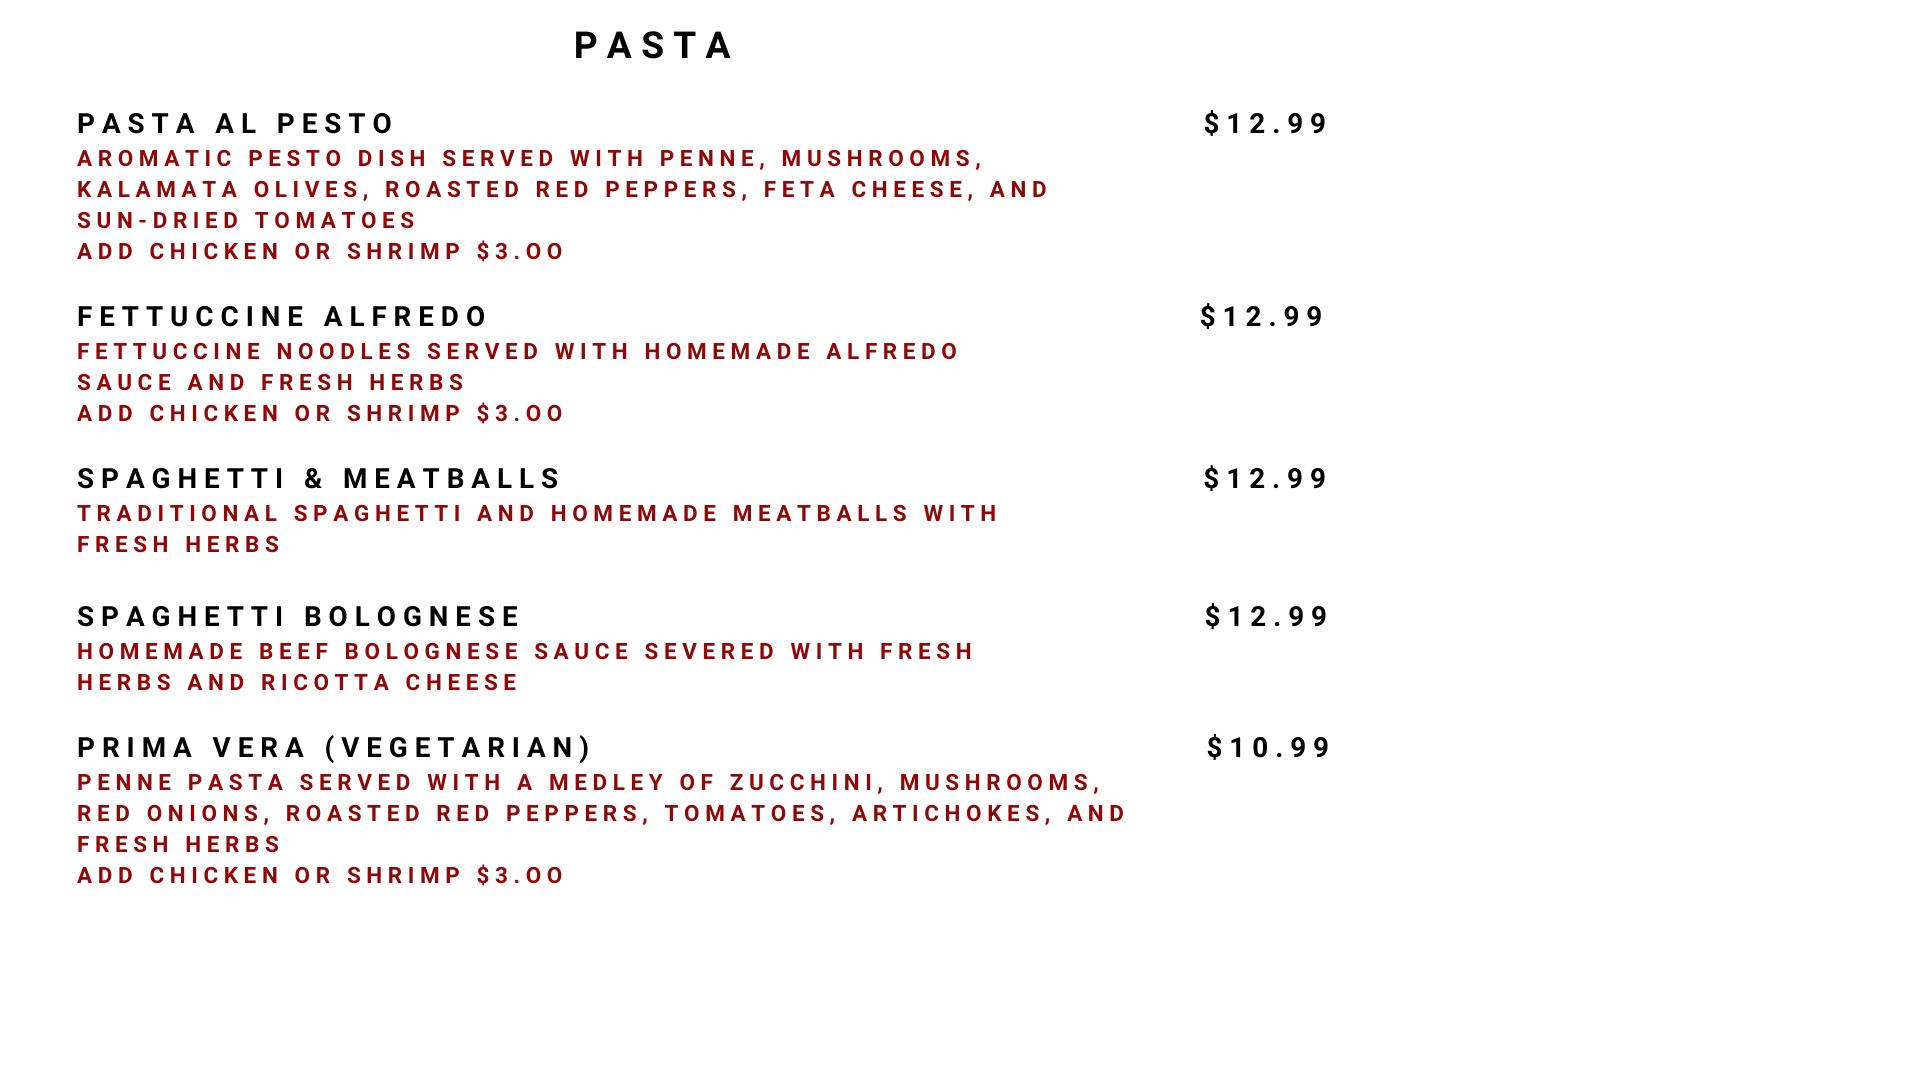 PASTA
PASTA AL PESTO $12.99
AROMATIC PESTO DISH SERVED WITH PENNE, MUSHROOMS,
KALAMATA OLIVES, ROASTED RED PEPPERS, FETA CHEESE, AND
SUN-DRIED TOMATOES
ADD CHICKEN OR SHRIMP $3.OO
FETTUCCINE ALFREDO $12.99
FETTUCCINE NOODLES SERVED WITH HOMEMADE ALFREDO
SAUCE AND FRESH HERBS
ADD CHICKEN OR SHRIMP $3.OO
SPAGHETTI & MEATBALLS $12.99
TRADITIONAL SPAGHETTI AND HOMEMADE MEATBALLS WITH
FRESH HERBS
SPAGHETTI BOLOGNESE $12.99
HOMEMADE BEEF BOLOGNESE SAUCE SEVERED WITH FRESH
HERBS AND RICOTTA CHEESE
PRIMA VERA (VEGETARIAN) $10.99
PENNE PASTA SERVED WITH A MEDLEY OF ZUCCHINI, MUSHROOMS,
RED ONIONS, ROASTED RED PEPPERS, TOMATOES, ARTICHOKES, AND
FRESH HERBS
ADD CHICKEN OR SHRIMP $3.OO